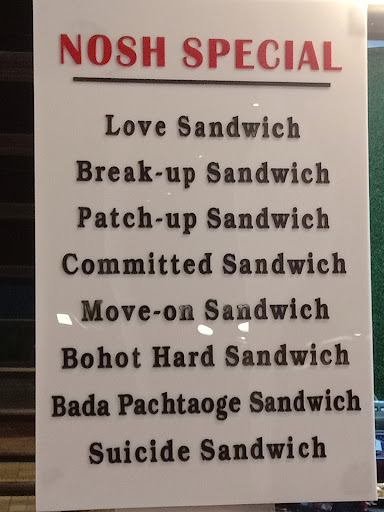 NOSH SPECIAL
Love Sandwich
Break-up Sandwich
Patch-up Sandwich
Committed Sandwich
Move-on Sandwich
Bohot Hard Sandwich
Bada Pachtaoge Sandwich
Suicide Sandwich